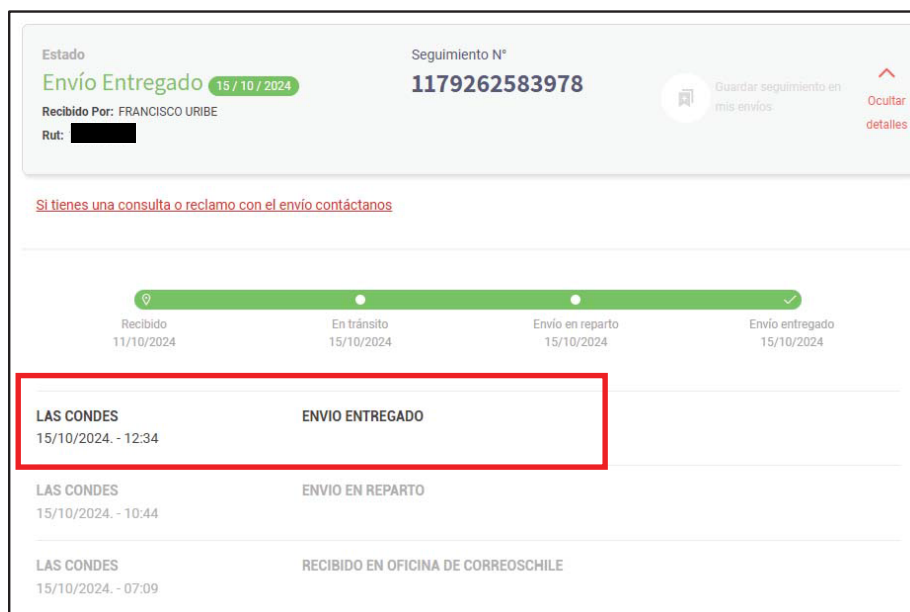 Estado
Envío Entregado 15 / 10 / 2024
Recibido Por: FRANCISCO URIBE
Rut:
Seguimiento N°
1179262583978
Guardar seguimiento en
mis envíos
Ocultar
detalles
Si tienes una consulta o reclamo con el envío contáctanos
Recibido
11/10/2024
En tránsito
15/10/2024
Envío en reparto
15/10/2024
Envío entregado
15/10/2024
LAS CONDES ENVIO ENTREGADO
15/10/2024. - 12:34
LAS CONDES ENVIO EN REPARTO
15/10/2024. - 10:44
LAS CONDES RECIBIDO EN OFICINA DE CORREOSCHILE
15/10/2024. - 07:09